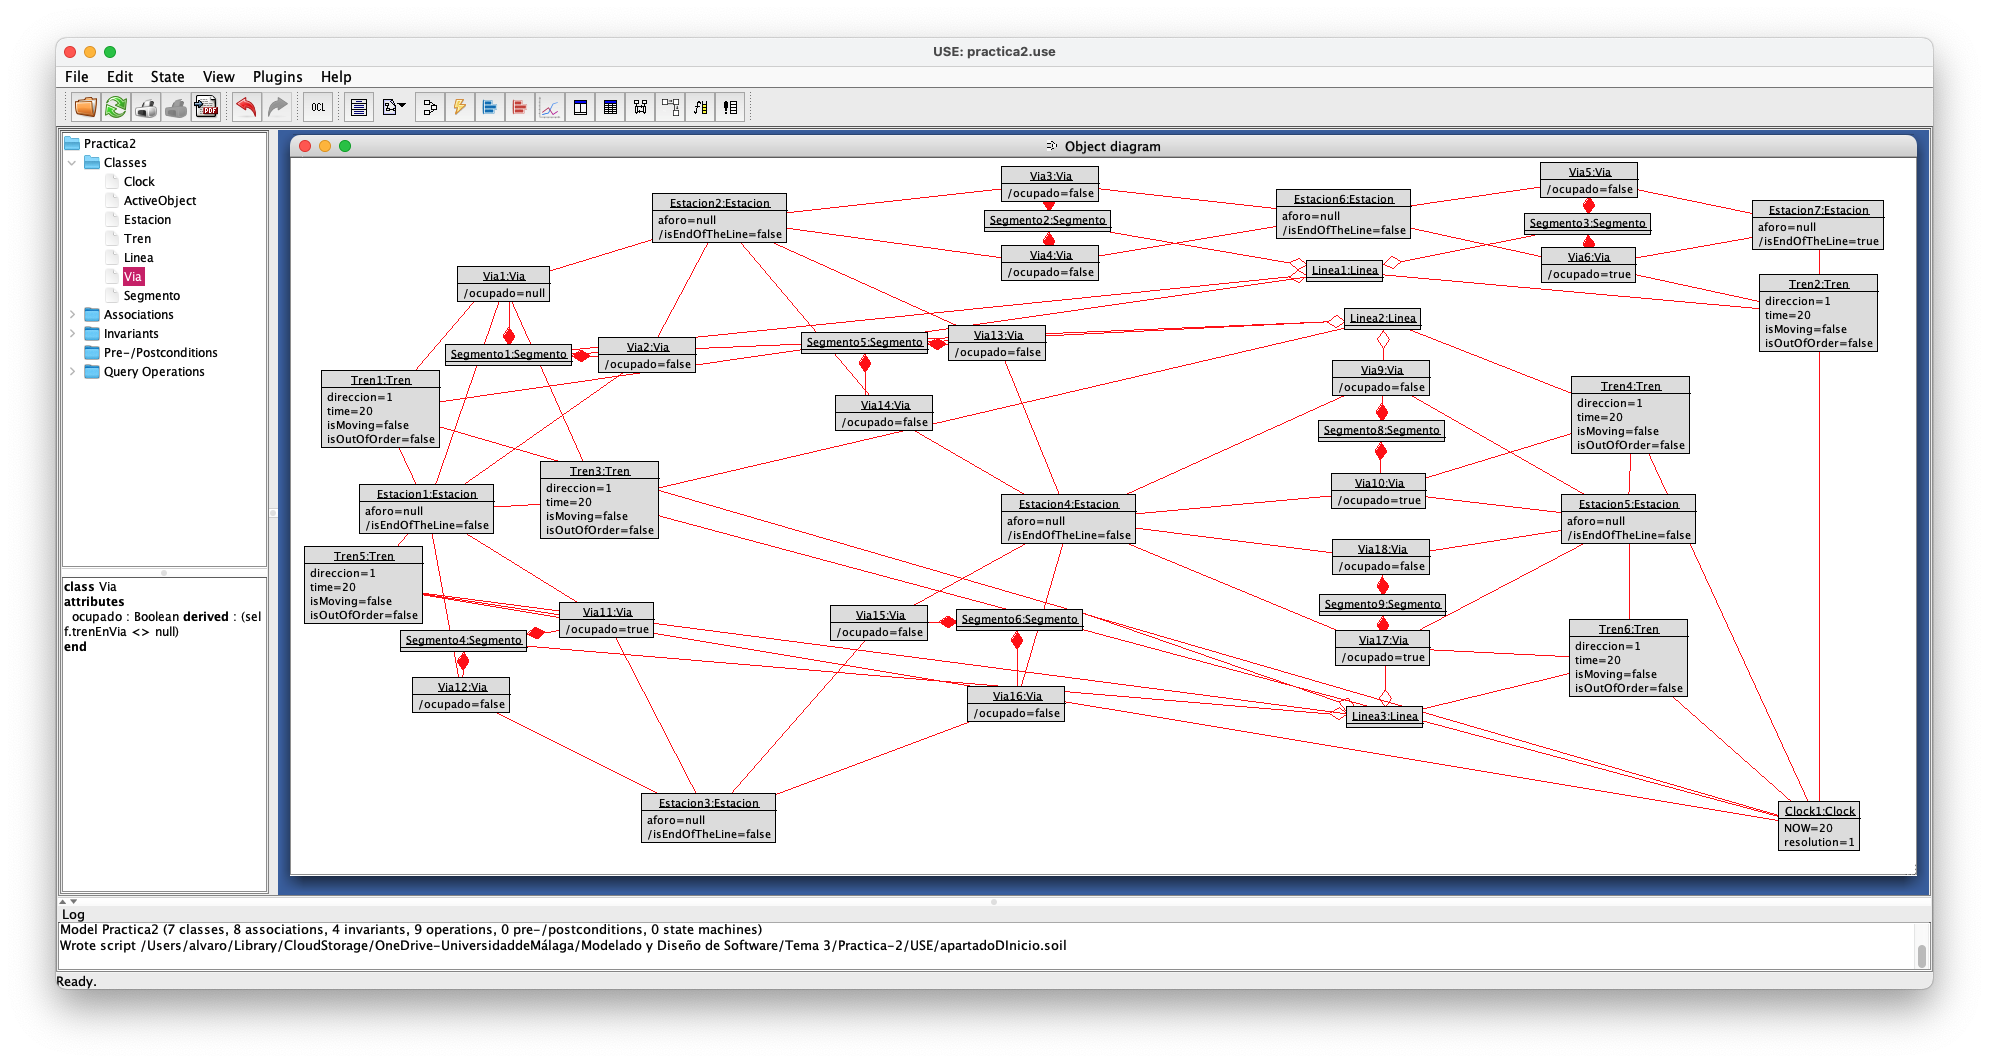 USE: practica2.use
File Edit State View Plugins Help
OCL
PDF
Practica2
Classes
Clock
ActiveObject
Estacion
Tren
Linea
Via
Segmento
Associations
Invariants
Pre-/Postconditions
Query Operations
class Via
attributes
ocupado : Boolean derived : (sel
f.trenEnVia <> null)
end
Object diagram
Via3:Via
/ocupado=false
Segmento2:Segmento
Via4:Via
/ocupado=false
Via5:Via
/ocupado=false
Segmento3:Segmento
Via6:Via
/ocupado=true
Estacion2:Estacion
aforo=null
/isEndOfTheLine=false
Estacion6:Estacion
aforo=null
/isEndOfTheLine=false
Estacion7:Estacion
aforo=null
/isEndOfTheLine=true
Via1:Via
/ocupado=null
Linea1:Linea
Tren2:Tren
direccion=1
time=20
isMoving=false
isOutOfOrder=false
Linea2:Linea
Segmento1:Segmento
Via2:Via
/ocupado=false
Segmento5:Segmento
Via13:Via
/ocupado=false
Tren1:Tren
direccion=1
time=20
isMoving=false
isOutOfOrder=false
Via14:Via
/ocupado=false
Via9:Via
/ocupado=false
Segmento8:Segmento
Via10:Via
/ocupado=true
Tren4:Tren
direccion=1
time=20
isMoving=false
isOutOfOrder=false
Tren3:Tren
direccion=1
time=20
isMoving=false
isOutOfOrder=false
Estacion1:Estacion
aforo=null
/isEndOfTheLine=false
Estacion4:Estacion
aforo=null
/isEndOfTheLine=false
Estacion5:Estacion
aforo=null
/isEndOfTheLine=false
Tren5:Tren
direccion=1
time=20
isMoving=false
isOutOfOrder=false
Via18:Via
/ocupado=false
Segmento9:Segmento
Via17:Via
/ocupado=true
Via11:Via
/ocupado=true
Segmento4:Segmento
Via12:Via
/ocupado=false
Via15:Via
/ocupado=false
Segmento6:Segmento
Via16:Via
/ocupado=false
Tren6:Tren
direccion=1
time=20
isMoving=false
isOutOfOrder=false
Linea3:Linea
Estacion3:Estacion
aforo=null
/isEndOfTheLine=false
Clock1:Clock
NOW=20
resolution=1
Log
Model Practica2 (7 classes, 8 associations, 4 invariants, 9 operations, 0 pre-/postconditions, 0 state machines)
Wrote script /Users/alvaro/Library/CloudStorage/OneDrive-UniversidaddeMálaga/Modelado y Diseño de Software/Tema 3/Practica-2/USE/apartadoDInicio.soil
Ready.